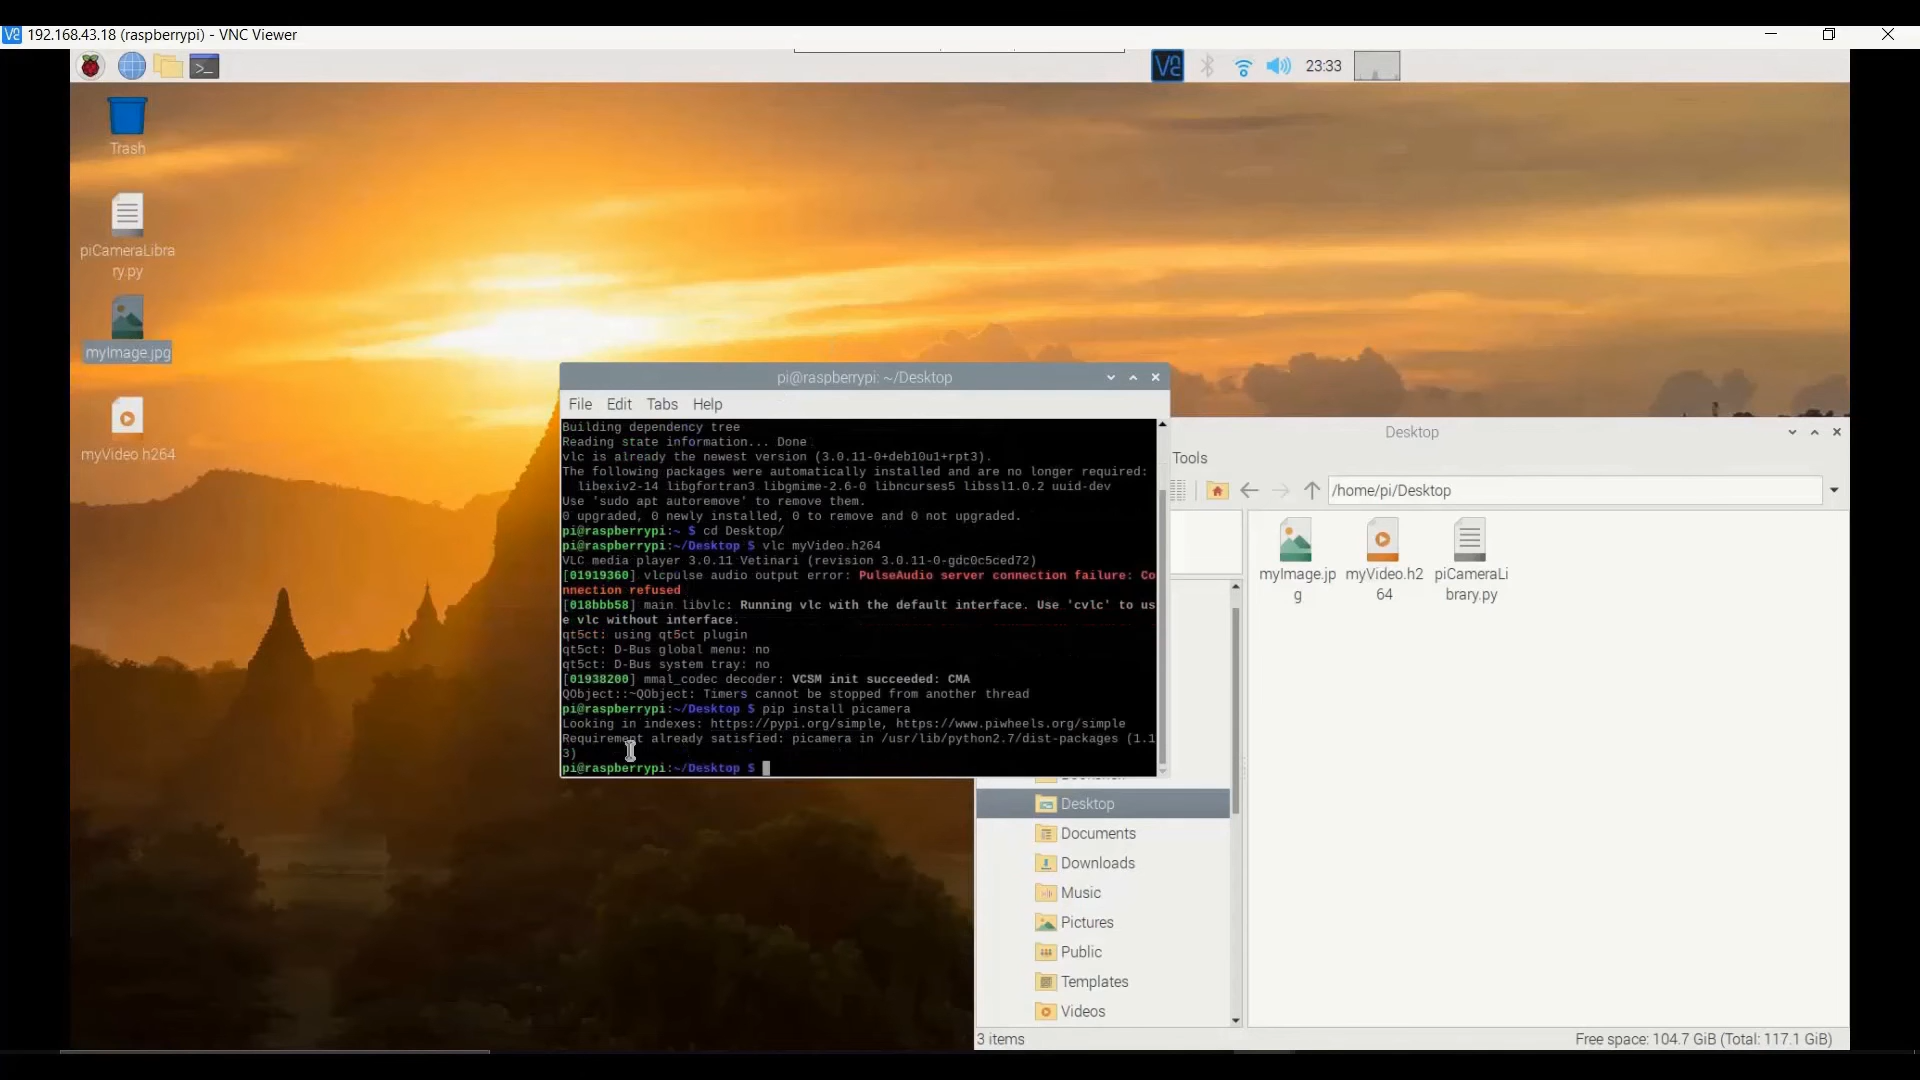 192.168.43.18 (raspberrypi) - VNC Viewer
23:33
Trash
piCameraLibra
ry.py
myImage.jpg
myVideo h264
pi@raspberrypi: ~/Desktop
File Edit Tabs Help
Building dependency tree
Reading state information... Done
vlc is already the newest version (3.0.11-0+deb10u1+rpt3).
The following packages were automatically installed and are no longer required:
libexiv2-14 libgfortran3 libgmime-2.6-0 libncurses5 libssl1.0.2 uuid-dev
Use 'sudo apt autoremove' to remove them.
0 upgraded, 0 newly installed, 0 to remove and 0 not upgraded.
pi@raspberrypi:~ $ cd Desktop/
pi@raspberrypi:~/Desktop $ vlc myVideo.h264
VLC media player 3.0.11 Vetinari (revision 3.0.11-0-gdc0c5ced72)
[01919360] vlcpulse audio output error: PulseAudio server connection failure: Co
nnection refused
[018bbb58] main libvlc: Running vlc with the default interface. Use 'cvlc' to us
e vlc without interface.
qt5ct: using qt5ct plugin
qt5ct: D-Bus global menu: no
qt5ct: D-Bus system tray: no
[01938200] mmal_codec decoder: VCSM init succeeded: CMA
QObject::~QObject: Timers cannot be stopped from another thread
pi@raspberrypi:~/Desktop $ pip install picamera
Looking in indexes: https://pypi.org/simple, https://www.piwheels.org/simple
Requirement already satisfied: picamera in /usr/lib/python2.7/dist-packages (1.1
3)
pi@raspberrypi:~/Desktop $
Desktop
Tools
/home/pi/Desktop
myImage.jp
g
myVideo.h2
64
piCameraLi
brary.py
Desktop
Documents
Downloads
Music
Pictures
Public
Templates
Videos
3 items
Free space: 104.7 GiB (Total: 117.1 GiB)